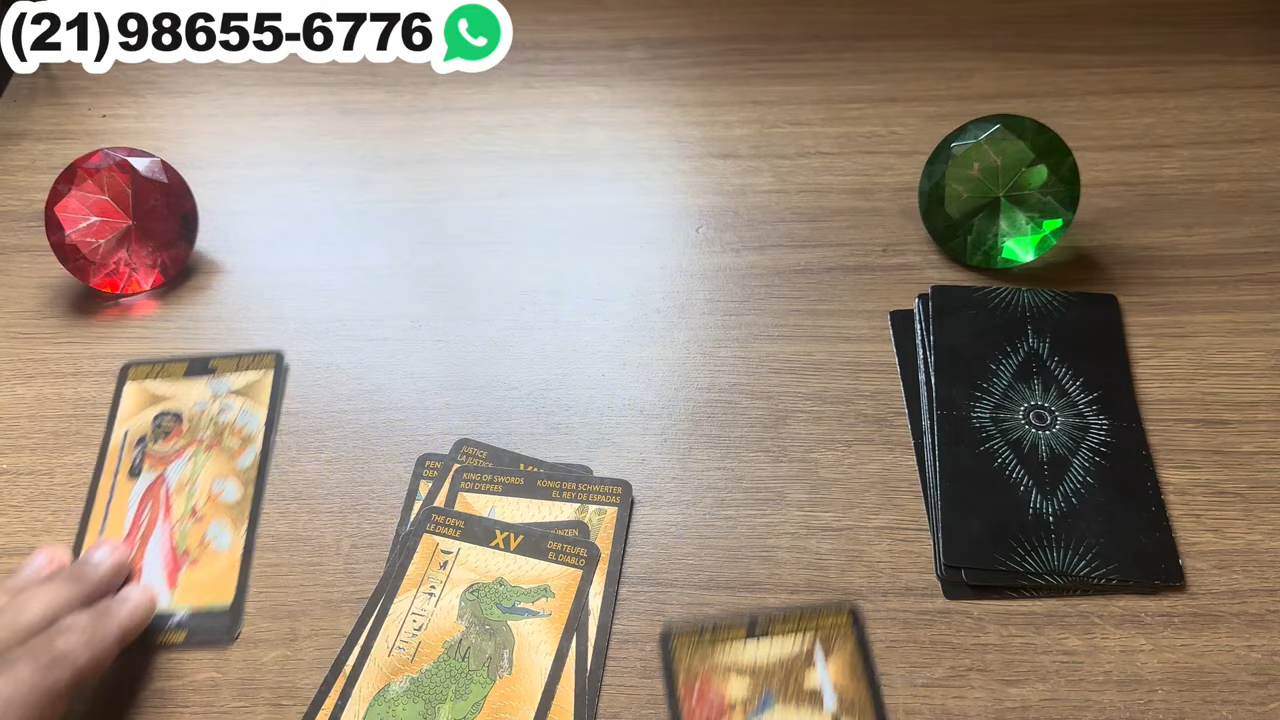 (21)98655-6776
JUSTICE
LA JUSTICE
KING OF SWORDS
ROI D'EPEES
KÖNIG DER SCHWERTER
EL REY DE ESPADAS
THE DEVIL
LE DIABLE
XV
DER TEUFEL
EL DIABLO